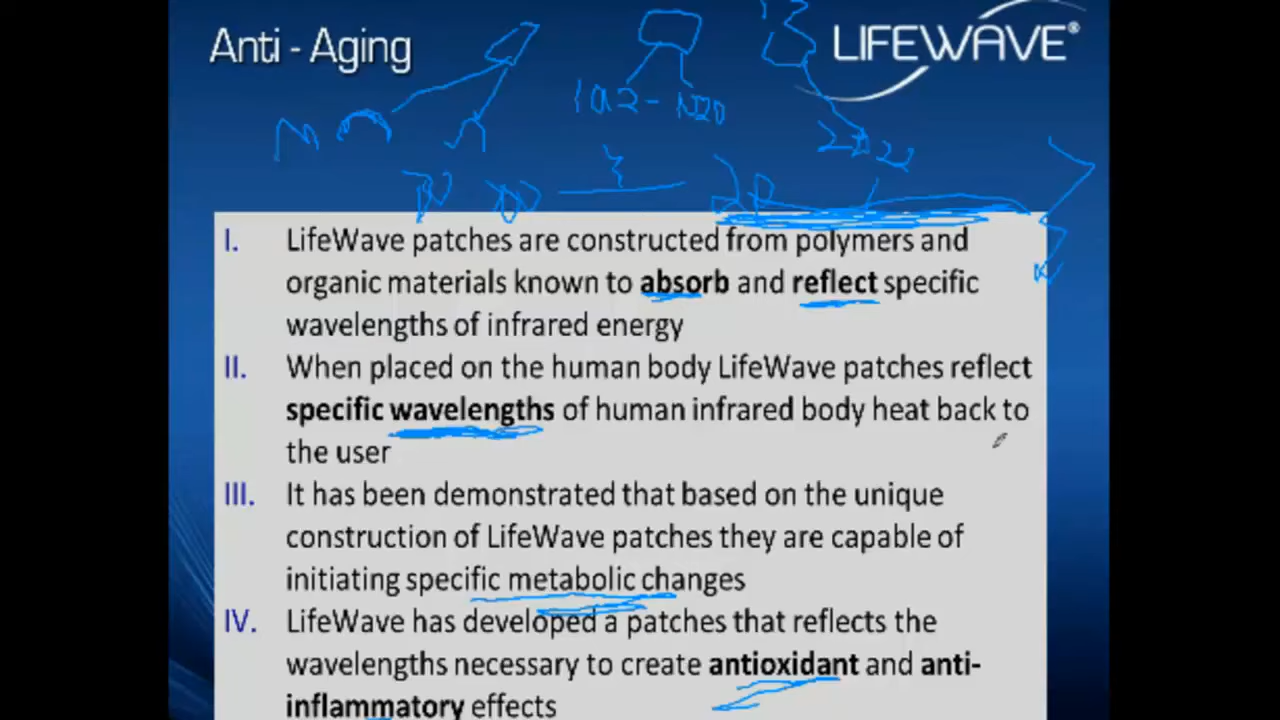 Anti - Aging
LIFEWAVE®
I. LifeWave patches are constructed from polymers and
organic materials known to absorb and reflect specific
wavelengths of infrared energy
II. When placed on the human body LifeWave patches reflect
specific wavelengths of human infrared body heat back to
the user
III. It has been demonstrated that based on the unique
construction of LifeWave patches they are capable of
initiating specific metabolic changes
IV. LifeWave has developed a patches that reflects the
wavelengths necessary to create antioxidant and anti-
inflammatory effects